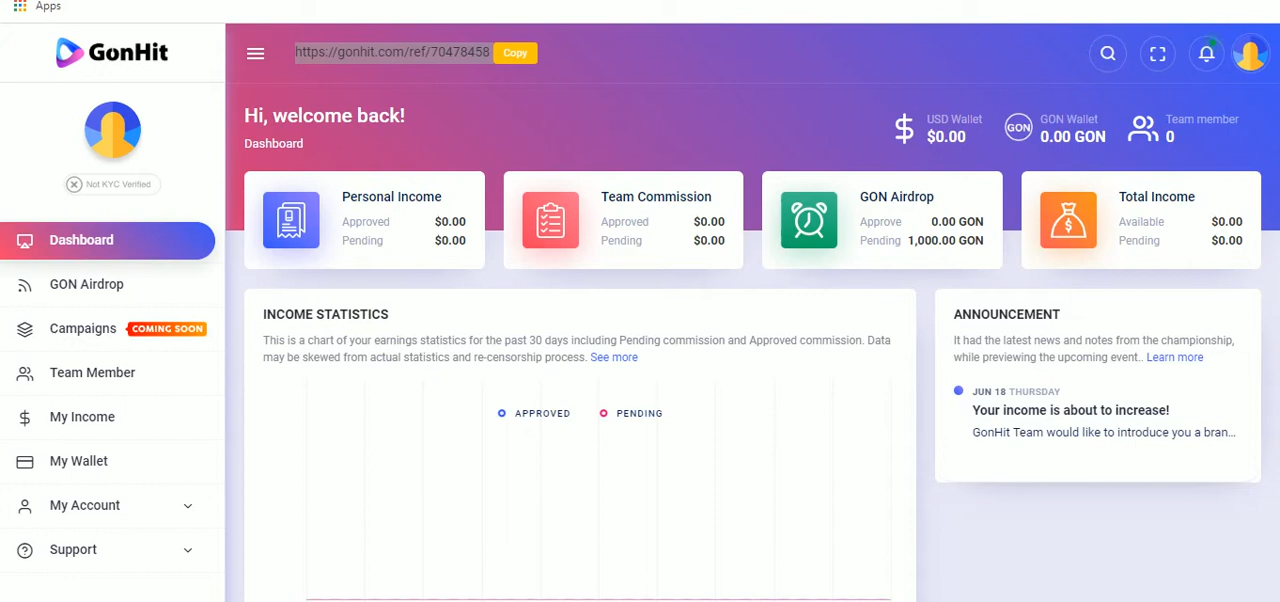 Apps
GonHit
https://gonhit.com/ref/70478458 Copy
Not KYC Verified
Dashboard
GON Airdrop
Campaigns COMING SOON
Team Member
My Income
My Wallet
My Account
Support
Hi, welcome back!
Dashboard
USD Wallet
$0.00
GON
GON Wallet
0.00 GON
Team member
0
Personal Income
Approved $0.00
Pending $0.00
Team Commission
Approved $0.00
Pending $0.00
GON Airdrop
Approve 0.00 GON
Pending 1,000.00 GON
Total Income
Available $0.00
Pending $0.00
INCOME STATISTICS
This is a chart of your earnings statistics for the past 30 days including Pending commission and Approved commission. Data
may be skewed from actual statistics and re-censorship process. See more
APPROVED PENDING
ANNOUNCEMENT
It had the latest news and notes from the championship,
while previewing the upcoming event.. Learn more
JUN 18 THURSDAY
Your income is about to increase!
GonHit Team would like to introduce you a bran...